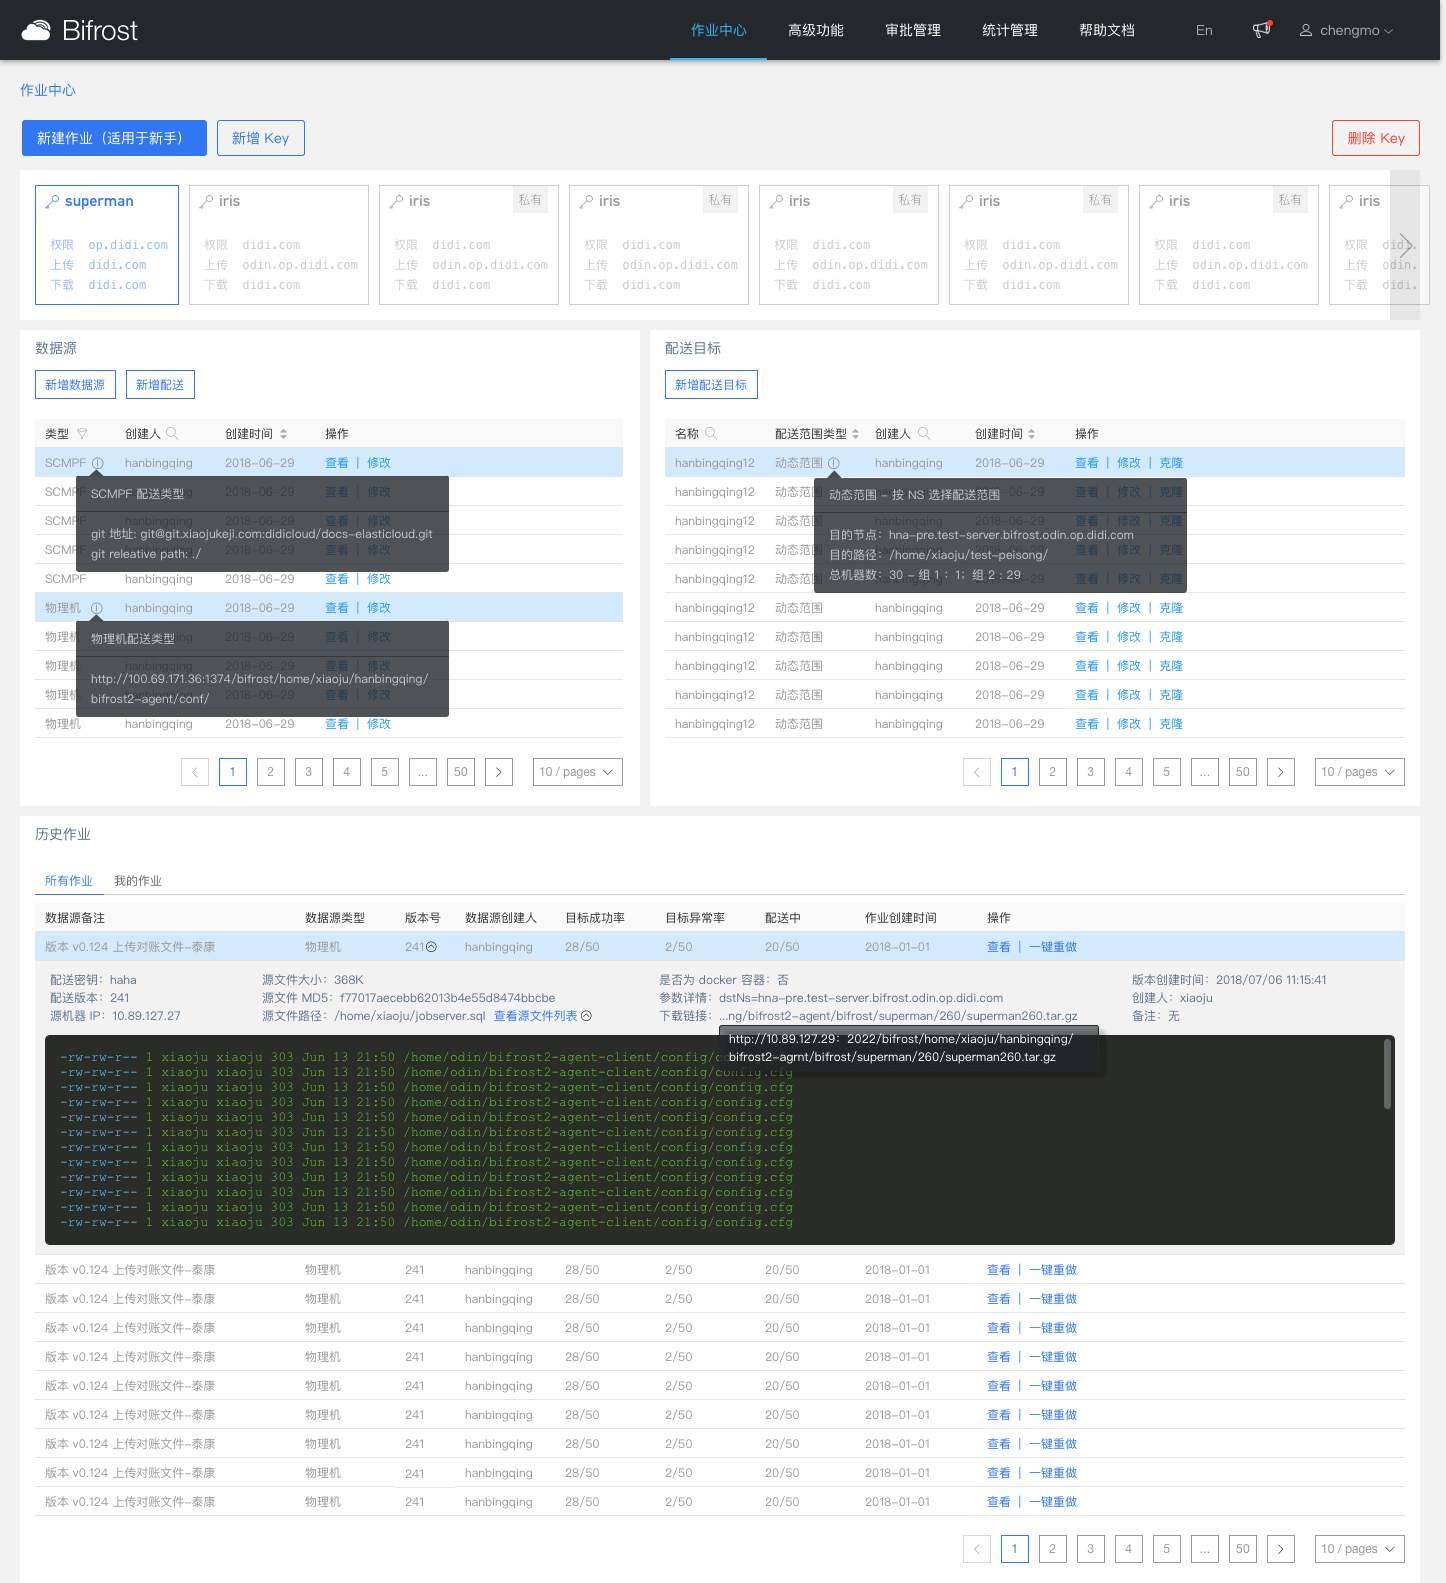 Bifrost
作业中心 高级功能 审批管理 统计管理 帮助文档 En chengmo
作业中心
新建作业（适用于新手） 新增 Key 删除 Key
superman iris iris 私有 iris 私有 iris 私有 iris 私有 iris 私有 iris
权限 op.didi.com 权限 didi.com 权限 didi.com 权限 didi.com 权限 didi.com 权限 didi.com 权限 didi.com 权限 didi.
上传 didi.com 上传 odin.op.didi.com 上传 odin.op.didi.com 上传 odin.op.didi.com 上传 odin.op.didi.com 上传 odin.op.didi.com 上传 odin.op.didi.com 上传 odin.
下载 didi.com 下载 didi.com 下载 didi.com 下载 didi.com 下载 didi.com 下载 didi.com 下载 didi.com 下载 didi.
数据源
新增数据源 新增配送
类型 创建人 创建时间 操作
SCMPF hanbingqing 2018-06-29 查看 | 修改
SCMPF 配送类型
git 地址: git@git.xiaojukeji.com:didicloud/docs-elasticloud.git
git releative path: ./
SCMPF hanbingqing 2018-06-29 查看 | 修改
SCMPF hanbingqing 2018-06-29 查看 | 修改
SCMPF hanbingqing 2018-06-29 查看 | 修改
SCMPF hanbingqing 2018-06-29 查看 | 修改
物理机 hanbingqing 2018-06-29 查看 | 修改
物理机配送类型
http://100.69.171.36:1374/bifrost/home/xiaoju/hanbingqing/
bifrost2-agent/conf/
物理机 hanbingqing 2018-06-29 查看 | 修改
物理机 hanbingqing 2018-06-29 查看 | 修改
物理机 hanbingqing 2018-06-29 查看 | 修改
物理机 hanbingqing 2018-06-29 查看 | 修改
1 2 3 4 5 ... 50 10 / pages
配送目标
新增配送目标
名称 配送范围类型 创建人 创建时间 操作
hanbingqing12 动态范围 hanbingqing 2018-06-29 查看 | 修改 | 克隆
动态范围 - 按 NS 选择配送范围
目的节点：hna-pre.test-server.bifrost.odin.op.didi.com
目的路径：/home/xiaoju/test-peisong/
总机器数：30 - 组 1 ：1；组 2 : 29
hanbingqing12 动态范围 hanbingqing 2018-06-29 查看 | 修改 | 克隆
hanbingqing12 动态范围 hanbingqing 2018-06-29 查看 | 修改 | 克隆
hanbingqing12 动态范围 hanbingqing 2018-06-29 查看 | 修改 | 克隆
hanbingqing12 动态范围 hanbingqing 2018-06-29 查看 | 修改 | 克隆
hanbingqing12 动态范围 hanbingqing 2018-06-29 查看 | 修改 | 克隆
hanbingqing12 动态范围 hanbingqing 2018-06-29 查看 | 修改 | 克隆
hanbingqing12 动态范围 hanbingqing 2018-06-29 查看 | 修改 | 克隆
hanbingqing12 动态范围 hanbingqing 2018-06-29 查看 | 修改 | 克隆
hanbingqing12 动态范围 hanbingqing 2018-06-29 查看 | 修改 | 克隆
1 2 3 4 5 ... 50 10 / pages
历史作业
所有作业 我的作业
数据源备注 数据源类型 版本号 数据源创建人 目标成功率 目标异常率 配送中 作业创建时间 操作
版本 v0.124 上传对账文件-泰康 物理机 241 hanbingqing 28/50 2/50 20/50 2018-01-01 查看 | 一键重做
配送密钥：haha 源文件大小：368K 是否为 docker 容器：否 版本创建时间：2018/07/06 11:15:41
配送版本：241 源文件 MD5：f77017aecebb62013b4e55d8474bbcbe 参数详情：dstNs=hna-pre.test-server.bifrost.odin.op.didi.com 创建人：xiaoju
源机器 IP：10.89.127.27 源文件路径：/home/xiaoju/jobserver.sql 查看源文件列表 下载链接：...ng/bifrost2-agent/bifrost/superman/260/superman260.tar.gz 备注：无
http://10.89.127.29：2022/bifrost/home/xiaoju/hanbingqing/
bifrost2-agrnt/bifrost/superman/260/superman260.tar.gz
-rw-rw-r-- 1 xiaoju xiaoju 303 Jun 13 21:50 /home/odin/bifrost2-agent-client/config/co
-rw-rw-r-- 1 xiaoju xiaoju 303 Jun 13 21:50 /home/odin/bifrost2-agent-client/config/config.cfg
-rw-rw-r-- 1 xiaoju xiaoju 303 Jun 13 21:50 /home/odin/bifrost2-agent-client/config/config.cfg
-rw-rw-r-- 1 xiaoju xiaoju 303 Jun 13 21:50 /home/odin/bifrost2-agent-client/config/config.cfg
-rw-rw-r-- 1 xiaoju xiaoju 303 Jun 13 21:50 /home/odin/bifrost2-agent-client/config/config.cfg
-rw-rw-r-- 1 xiaoju xiaoju 303 Jun 13 21:50 /home/odin/bifrost2-agent-client/config/config.cfg
-rw-rw-r-- 1 xiaoju xiaoju 303 Jun 13 21:50 /home/odin/bifrost2-agent-client/config/config.cfg
-rw-rw-r-- 1 xiaoju xiaoju 303 Jun 13 21:50 /home/odin/bifrost2-agent-client/config/config.cfg
-rw-rw-r-- 1 xiaoju xiaoju 303 Jun 13 21:50 /home/odin/bifrost2-agent-client/config/config.cfg
-rw-rw-r-- 1 xiaoju xiaoju 303 Jun 13 21:50 /home/odin/bifrost2-agent-client/config/config.cfg
-rw-rw-r-- 1 xiaoju xiaoju 303 Jun 13 21:50 /home/odin/bifrost2-agent-client/config/config.cfg
-rw-rw-r-- 1 xiaoju xiaoju 303 Jun 13 21:50 /home/odin/bifrost2-agent-client/config/config.cfg
版本 v0.124 上传对账文件-泰康 物理机 241 hanbingqing 28/50 2/50 20/50 2018-01-01 查看 | 一键重做
版本 v0.124 上传对账文件-泰康 物理机 241 hanbingqing 28/50 2/50 20/50 2018-01-01 查看 | 一键重做
版本 v0.124 上传对账文件-泰康 物理机 241 hanbingqing 28/50 2/50 20/50 2018-01-01 查看 | 一键重做
版本 v0.124 上传对账文件-泰康 物理机 241 hanbingqing 28/50 2/50 20/50 2018-01-01 查看 | 一键重做
版本 v0.124 上传对账文件-泰康 物理机 241 hanbingqing 28/50 2/50 20/50 2018-01-01 查看 | 一键重做
版本 v0.124 上传对账文件-泰康 物理机 241 hanbingqing 28/50 2/50 20/50 2018-01-01 查看 | 一键重做
版本 v0.124 上传对账文件-泰康 物理机 241 hanbingqing 28/50 2/50 20/50 2018-01-01 查看 | 一键重做
版本 v0.124 上传对账文件-泰康 物理机 241 hanbingqing 28/50 2/50 20/50 2018-01-01 查看 | 一键重做
版本 v0.124 上传对账文件-泰康 物理机 241 hanbingqing 28/50 2/50 20/50 2018-01-01 查看 | 一键重做
1 2 3 4 5 ... 50 10 / pages